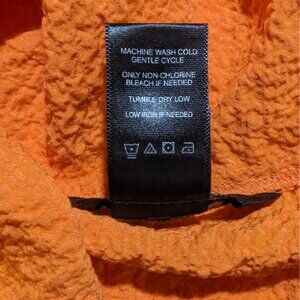 MACHINE WASH COLD
GENTLE CYCLE
ONLY NON-CHLORINE
BLEACH IF NEEDED
TUMBLE DRY LOW
LOW IRON IF NEEDED